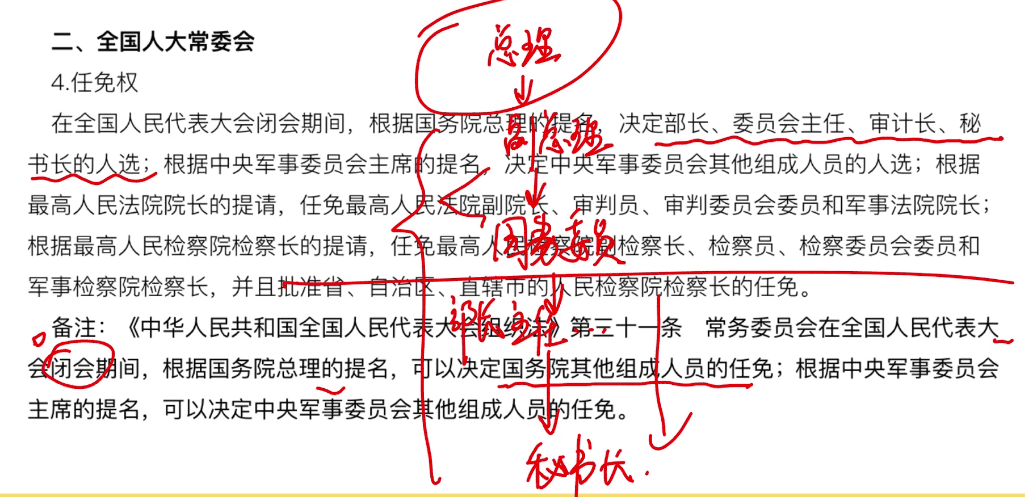 二、全国人大常委会
总理
4.任免权
在全国人民代表大会闭会期间，根据国务院总理的提名，决定部长、委员会主任、审计长、秘
副总理
书长的人选；根据中央军事委员会主席的提名，决定中央军事委员会其他组成人员的人选；根据
最高人民法院院长的提请，任免最高人民法院副院长、审判员、审判委员会委员和军事法院院长；
国务委员
根据最高人民检察院检察长的提请，任免最高人民检察院副检察长、检察员、检察委员会委员和
军事检察院检察长，并且批准省、自治区、直辖市的人民检察院检察长的任免。
部长主任...
备注：《中华人民共和国全国人民代表大会组织法》第三十一条 常务委员会在全国人民代表大
会闭会期间，根据国务院总理的提名，可以决定国务院其他组成人员的任免；根据中央军事委员会
主席的提名，可以决定中央军事委员会其他组成人员的任免。
秘书长.